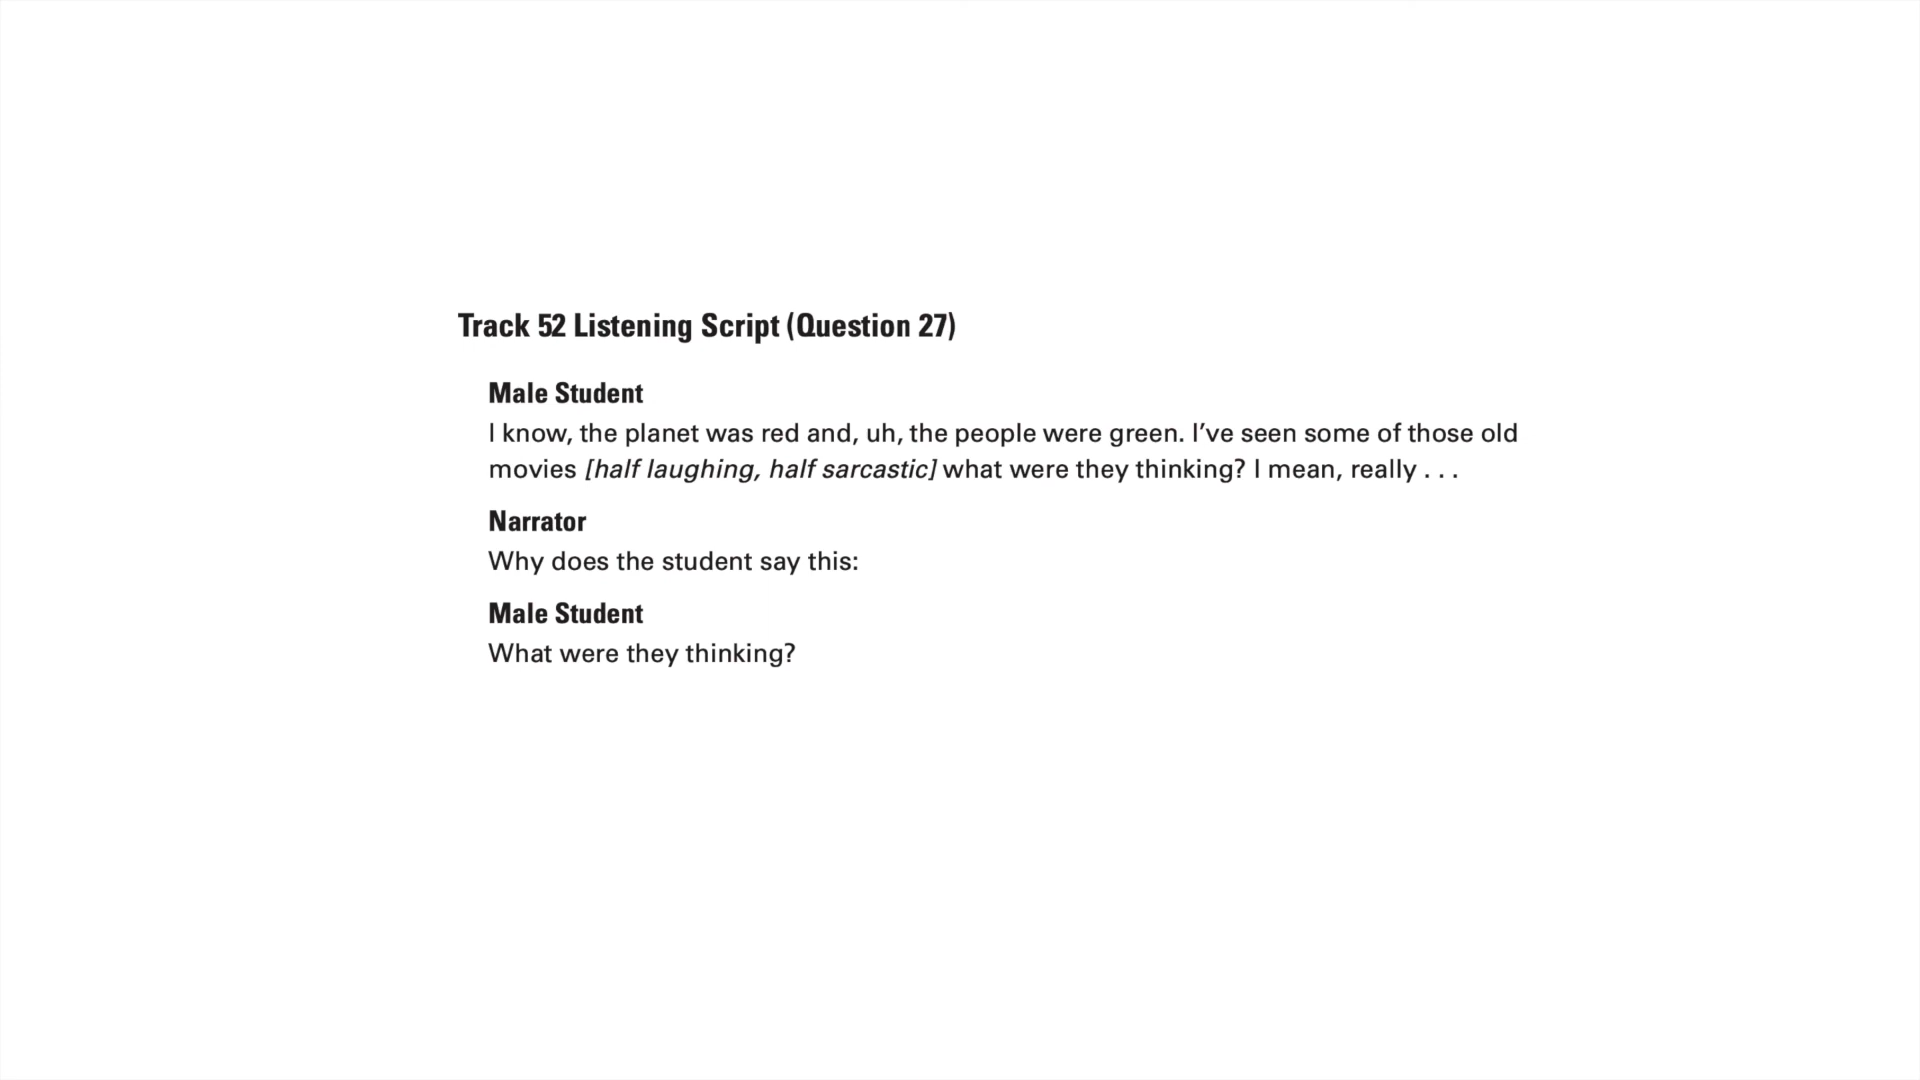 Track 52 Listening Script (Question 27)
Male Student
I know, the planet was red and, uh, the people were green. I’ve seen some of those old
movies [half laughing, half sarcastic] what were they thinking? I mean, really . . .
Narrator
Why does the student say this:
Male Student
What were they thinking?